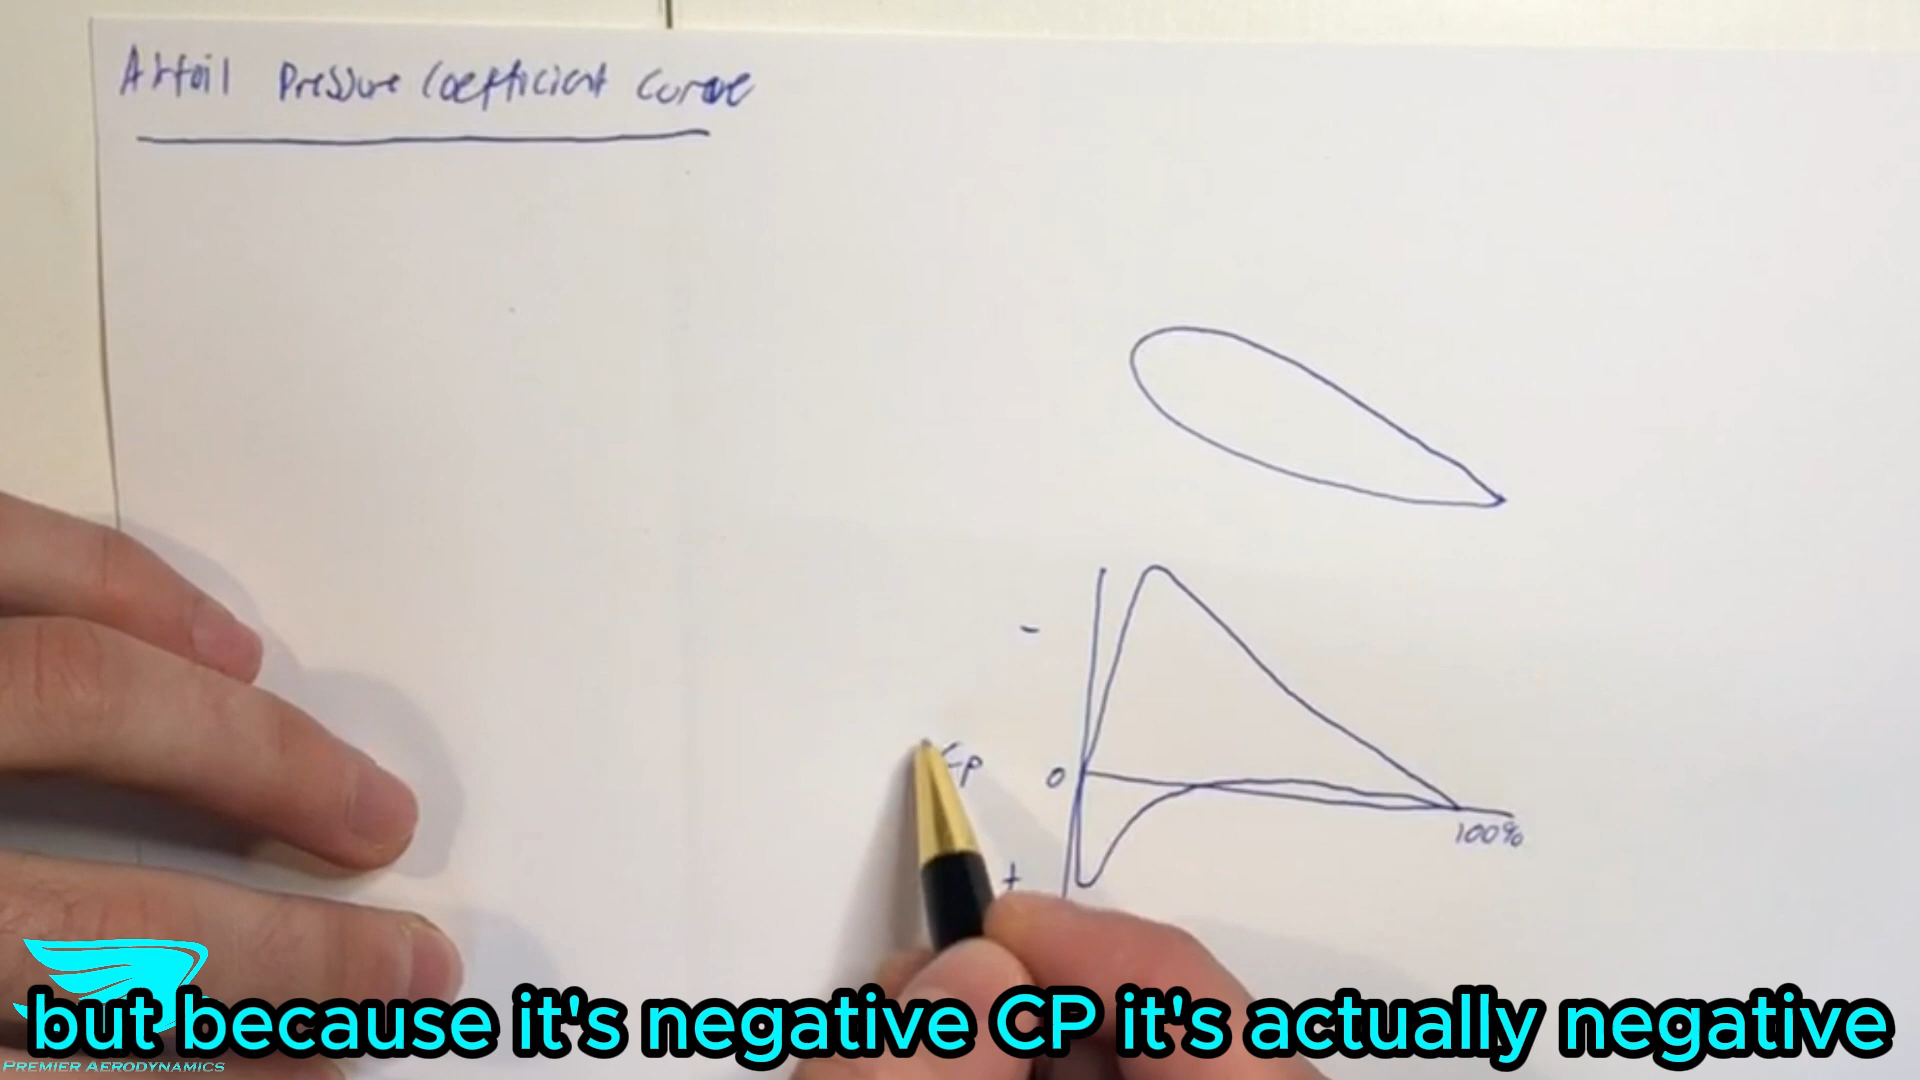 Airfoil Pressure Coefficient Curve
-
Cp
0
100%
+
but because it's negative CP it's actually negative
PREMIER AERODYNAMICS